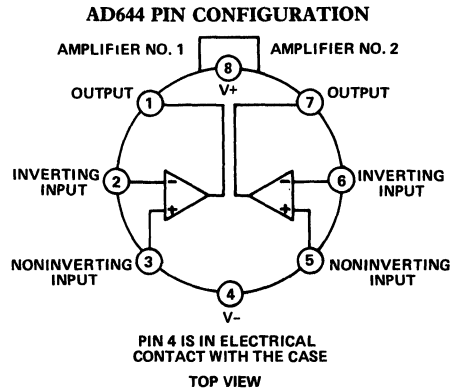 AD644 PIN CONFIGURATION
AMPLIFIER NO. 1
AMPLIFIER NO. 2
8
V+
OUTPUT
1
7
OUTPUT
INVERTING
INPUT
2
−
−
6
INVERTING
INPUT
+
+
NONINVERTING
INPUT
3
5
NONINVERTING
INPUT
4
V−
PIN 4 IS IN ELECTRICAL
CONTACT WITH THE CASE
TOP VIEW